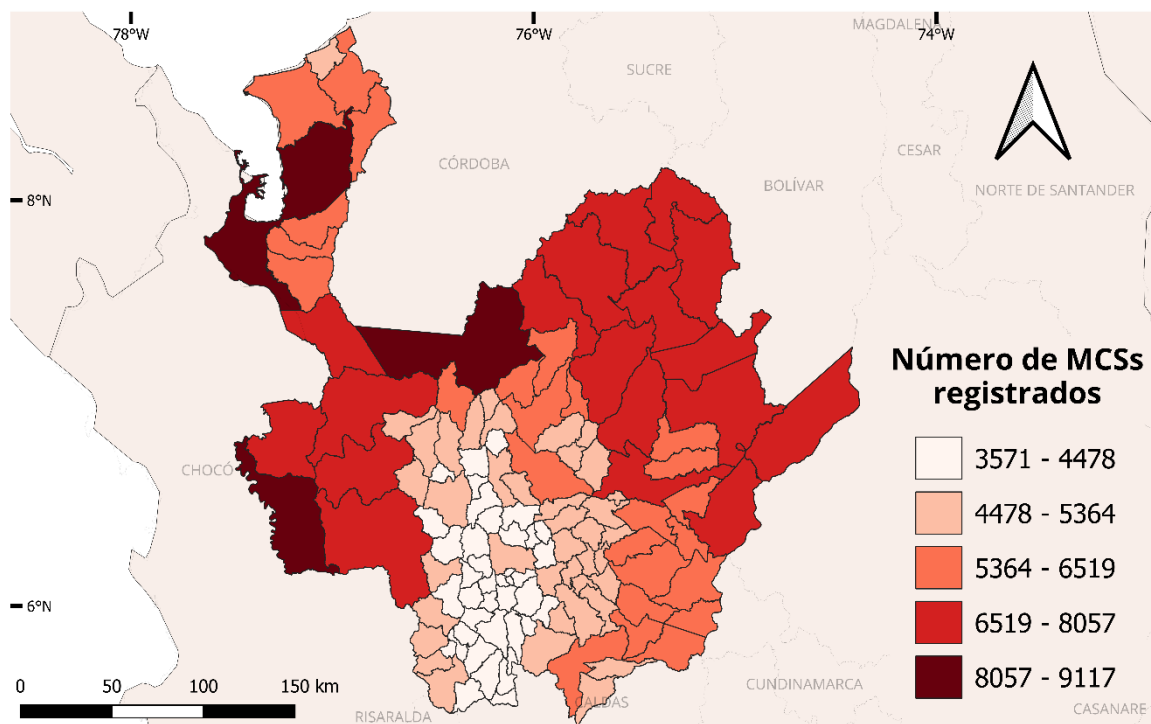 78°W 76°W 74°W
MAGDALENA
SUCRE
CESAR
CÓRDOBA
BOLÍVAR
NORTE DE SANTANDER
8°N
Número de MCSs
registrados
3571 - 4478
CHOCÓ
4478 - 5364
5364 - 6519
6°N
6519 - 8057
8057 - 9117
0 50 100 150 km
CUNDINAMARCA
CALDAS
CASANARE
RISARALDA